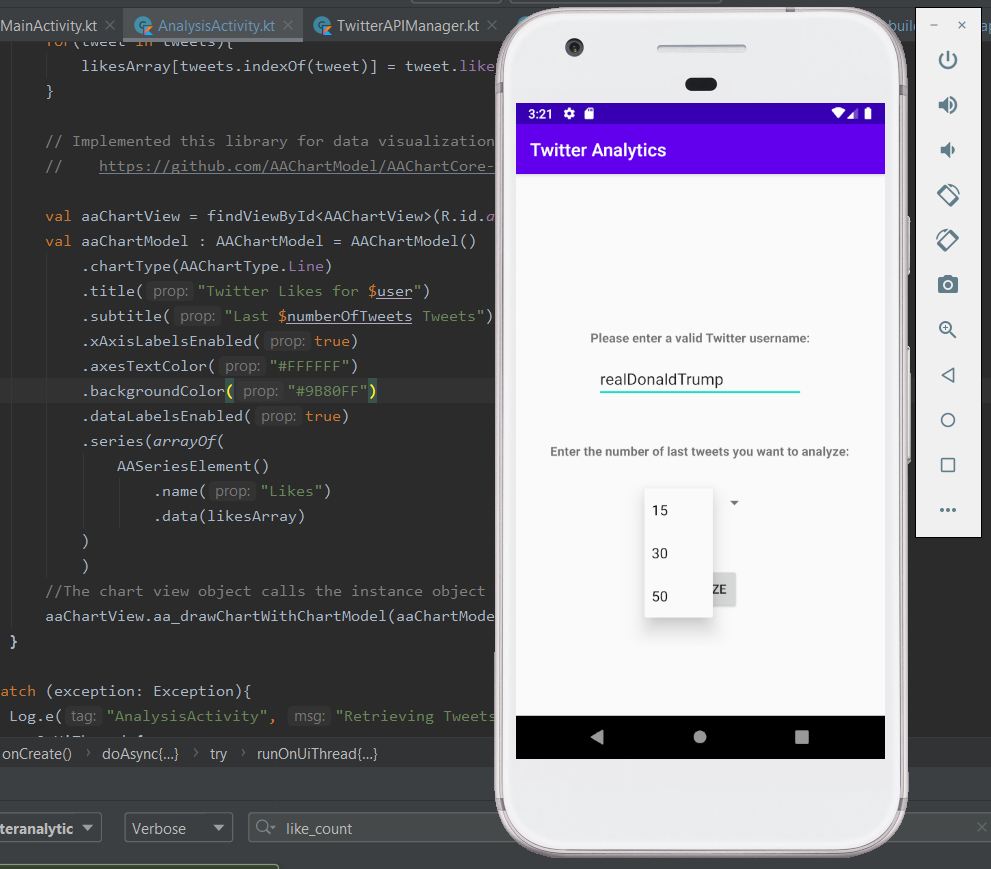 MainActivity.kt
AnalysisActivity.kt
TwitterAPIManager.kt
for(tweet in tweets){
likesArray[tweets.indexOf(tweet)] = tweet.like
}
// Implemented this library for data visualization
// https://github.com/AAChartModel/AAChartCore-
val aaChartView = findViewById<AAChartView>(R.id.a
val aaChartModel : AAChartModel = AAChartModel()
.chartType(AAChartType.Line)
.title( prop: "Twitter Likes for $user")
.subtitle( prop: "Last $numberOfTweets Tweets")
.xAxisLabelsEnabled( prop: true)
.axesTextColor( prop: "#FFFFFF")
.backgroundColor( prop: "#9B80FF")
.dataLabelsEnabled( prop: true)
.series(arrayOf(
AASeriesElement()
.name( prop: "Likes")
.data(likesArray)
)
)
//The chart view object calls the instance object
aaChartView.aa_drawChartWithChartModel(aaChartMode
}
atch (exception: Exception){
Log.e( tag: "AnalysisActivity", msg: "Retrieving Tweets
onCreate() › doAsync{...} › try › runOnUiThread{...}
teranalytic
Verbose
like_count
3:21
Twitter Analytics
Please enter a valid Twitter username:
realDonaldTrump
Enter the number of last tweets you want to analyze:
15
30
50
ZE
build